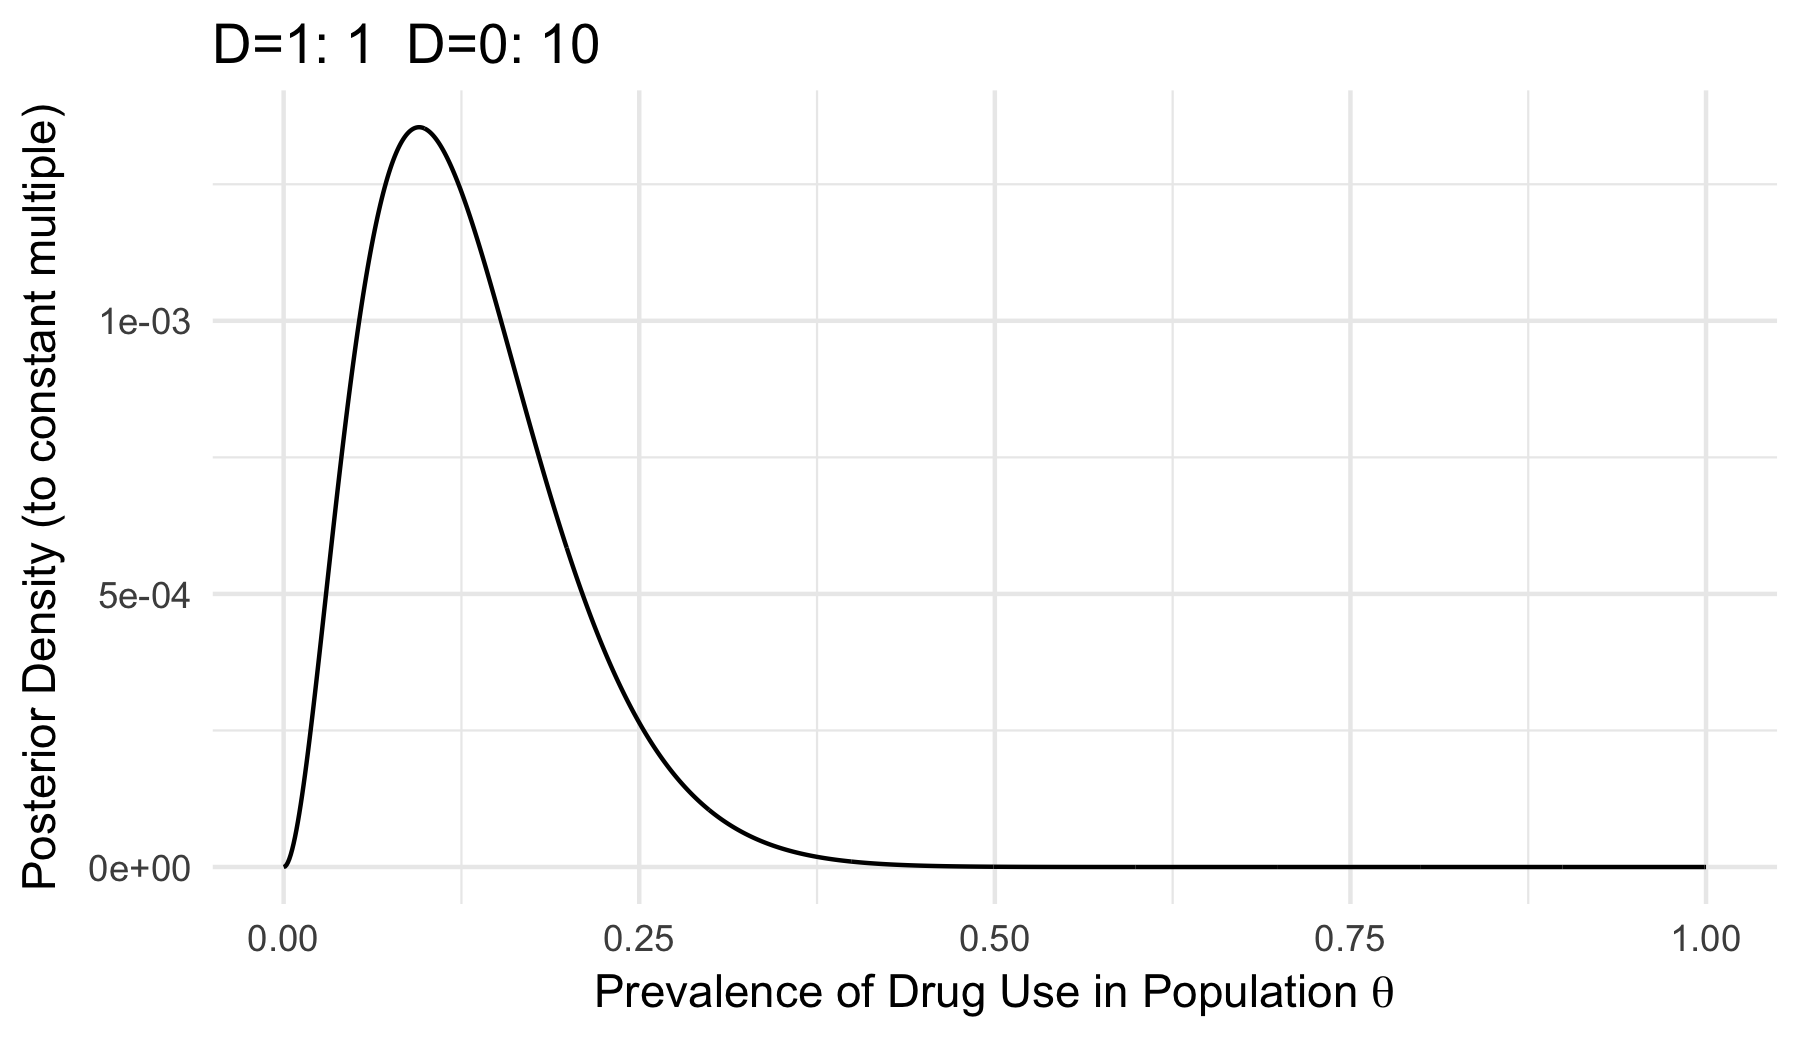 D=1: 1  D=0: 10
Posterior Density (to constant multiple)
1e-03
5e-04
0e+00
0.00 0.25 0.50 0.75 1.00
Prevalence of Drug Use in Population θ